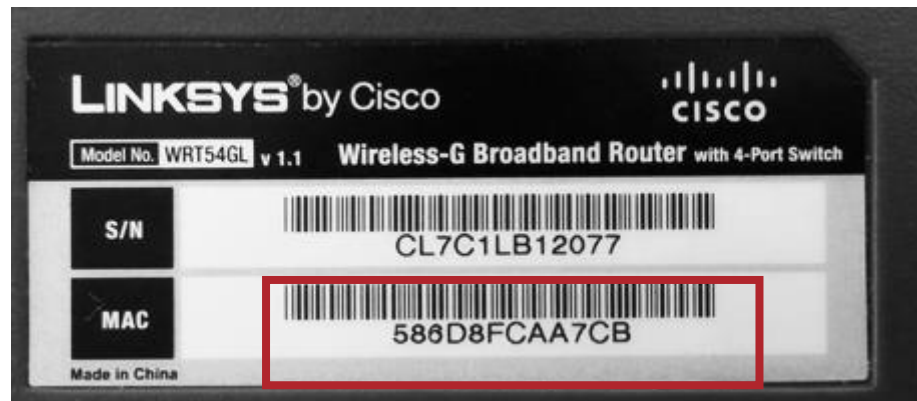 LINKSYS® by Cisco
CISCO
Model No. WRT54GL v 1.1 Wireless-G Broadband Router with 4-Port Switch
S/N
CL7C1LB12077
MAC
586D8FCAA7CB
Made in China